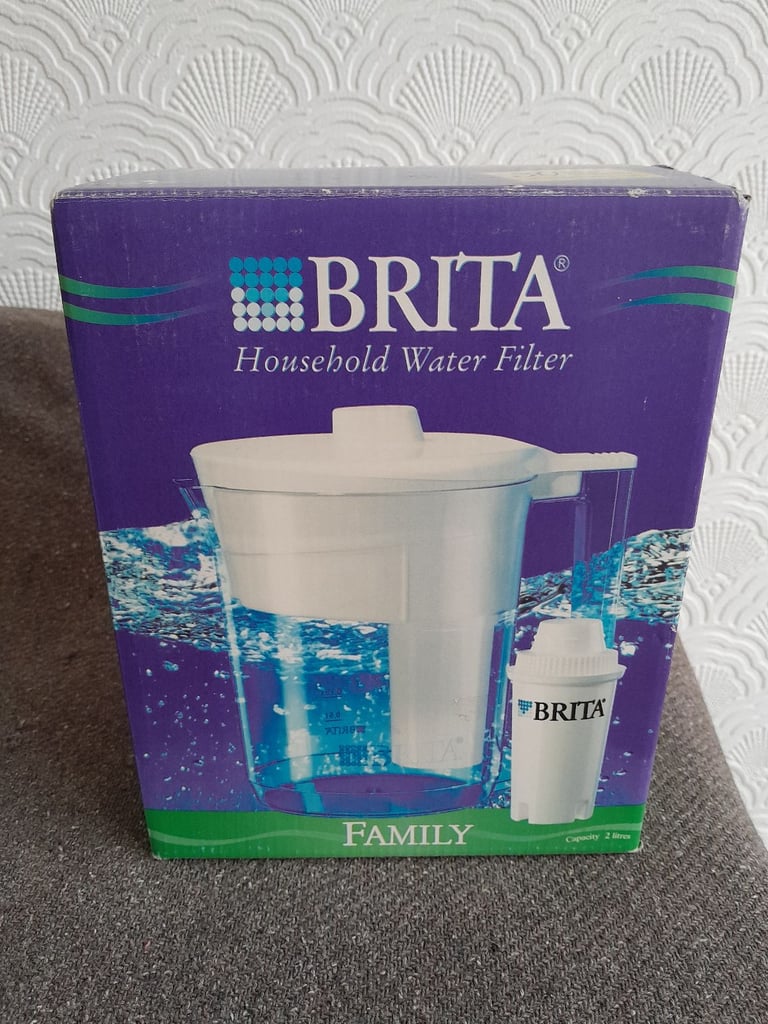 BRITA®
Household Water Filter
BRITA
FAMILY
Capacity 2 litres